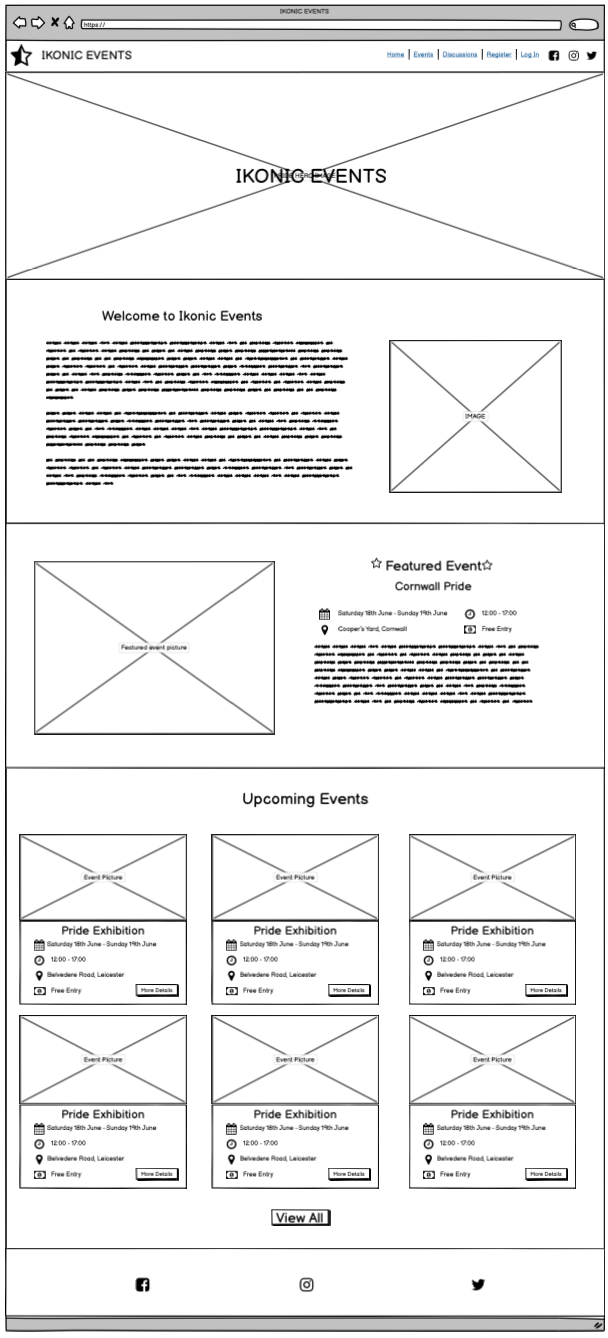 IKONIC EVENTS
https://
IKONIC EVENTS
Home Events Discussions Register Log In
IKONIC EVENTS
Welcome to Ikonic Events
IMAGE
Featured event picture
Featured Event
Cornwall Pride
Saturday 18th June - Sunday 19th June 12:00 - 17:00
Cooper's Yard, Cornwall Free Entry
Upcoming Events
Event Picture
Pride Exhibition
Saturday 18th June - Sunday 19th June
12:00 - 17:00
Belvedere Road, Leicester
Free Entry More Details
Event Picture
Pride Exhibition
Saturday 18th June - Sunday 19th June
12:00 - 17:00
Belvedere Road, Leicester
Free Entry More Details
Event Picture
Pride Exhibition
Saturday 18th June - Sunday 19th June
12:00 - 17:00
Belvedere Road, Leicester
Free Entry More Details
Event Picture
Pride Exhibition
Saturday 18th June - Sunday 19th June
12:00 - 17:00
Belvedere Road, Leicester
Free Entry More Details
Event Picture
Pride Exhibition
Saturday 18th June - Sunday 19th June
12:00 - 17:00
Belvedere Road, Leicester
Free Entry More Details
Event Picture
Pride Exhibition
Saturday 18th June - Sunday 19th June
12:00 - 17:00
Belvedere Road, Leicester
Free Entry More Details
View All